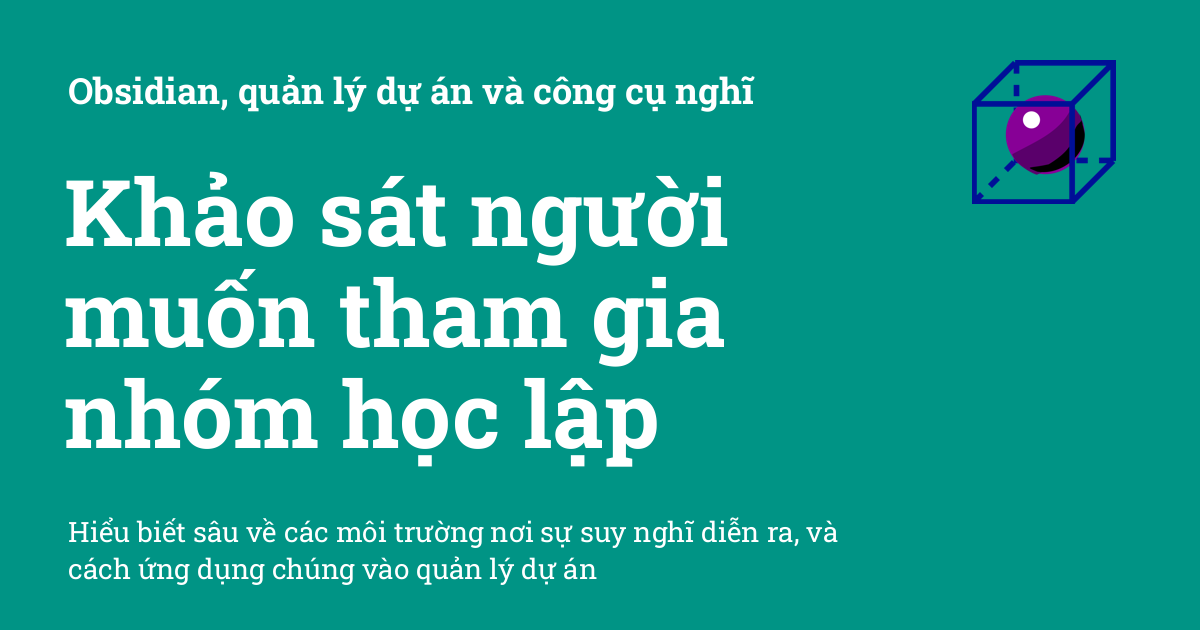 Obsidian, quản lý dự án và công cụ nghĩ
Khảo sát người
muốn tham gia
nhóm học lập
Hiểu biết sâu về các môi trường nơi sự suy nghĩ diễn ra, và
cách ứng dụng chúng vào quản lý dự án